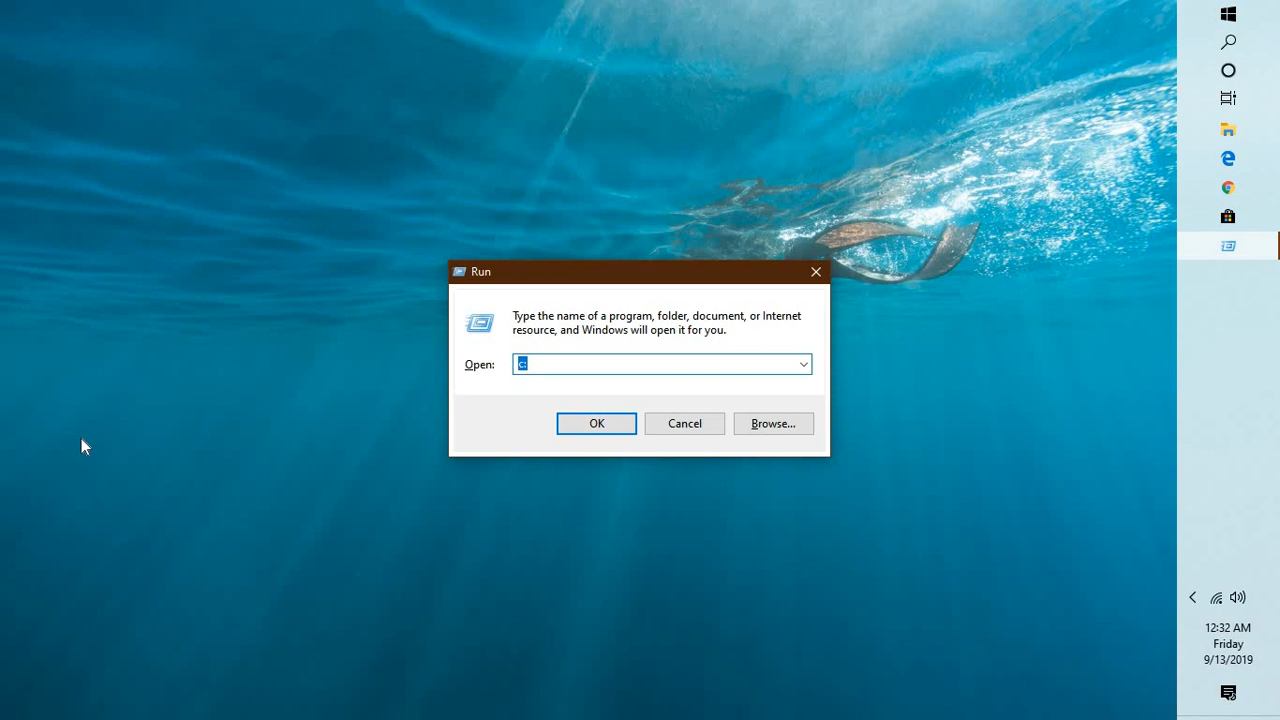 Run
Type the name of a program, folder, document, or Internet
resource, and Windows will open it for you.
Open:
c:
OK
Cancel
Browse...
12:32 AM
Friday
9/13/2019